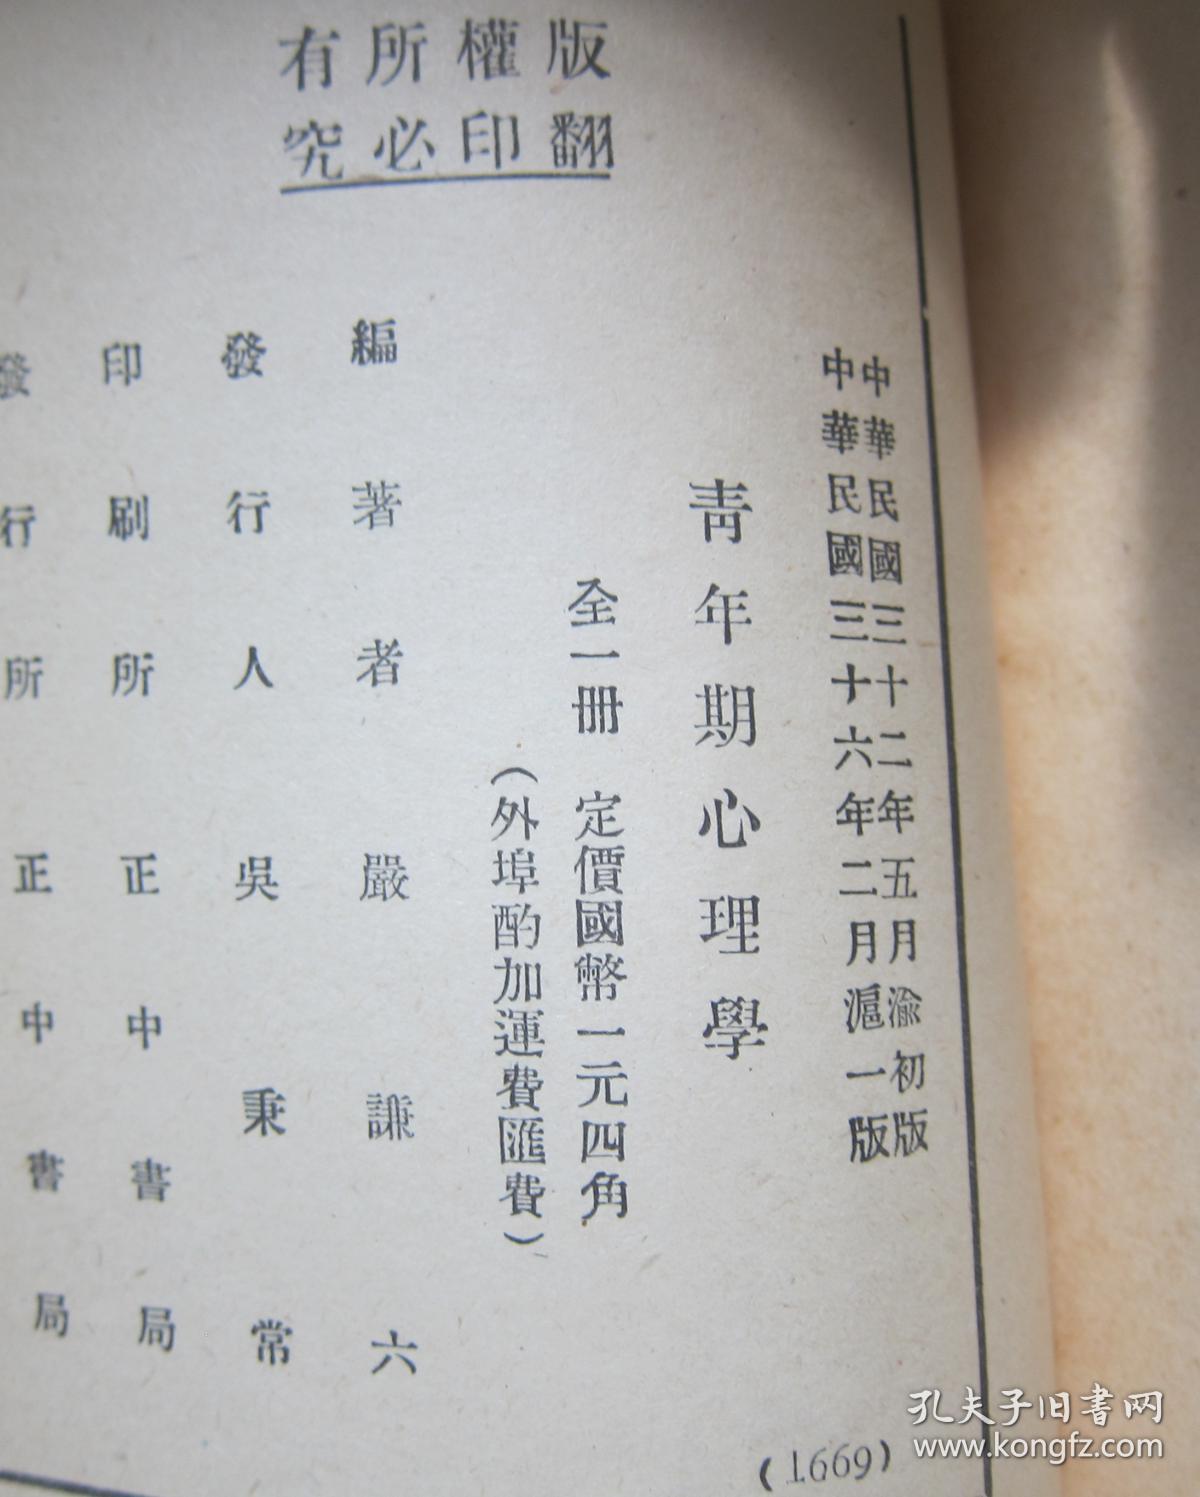 版權所有
翻印必究
中華民國三十二年五月渝初版
中華民國三十六年二月滬一版
青年期心理學
全一冊 定價國幣一元四角
(外埠酌加運費匯費)
編著者 嚴謙六
發行人 吳秉常
印刷所 正中書局
發行所 正中書局
(1669)
孔夫子旧书网
www.kongfz.com